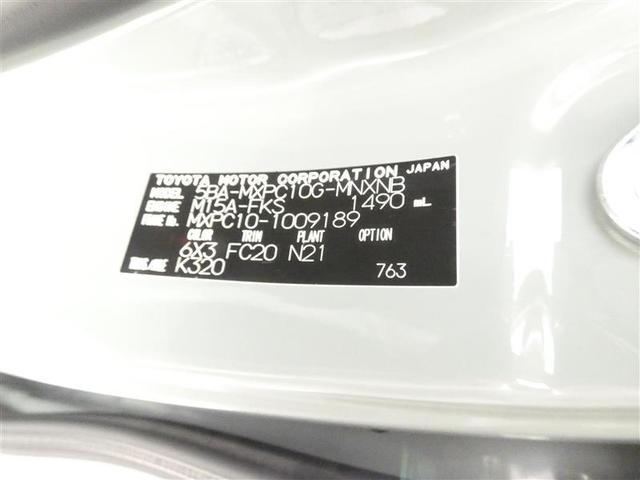 TOYOTA MOTOR CORPORATION JAPAN
MODEL 5BA-MXPC10G-MNXNB
ENGINE M15A-FKS 1490 mL
FRAME No. MXPC10-1009189
COLOR TRIM PLANT OPTION
6X3 FC20 N21
TRANS./AXLE K320 763